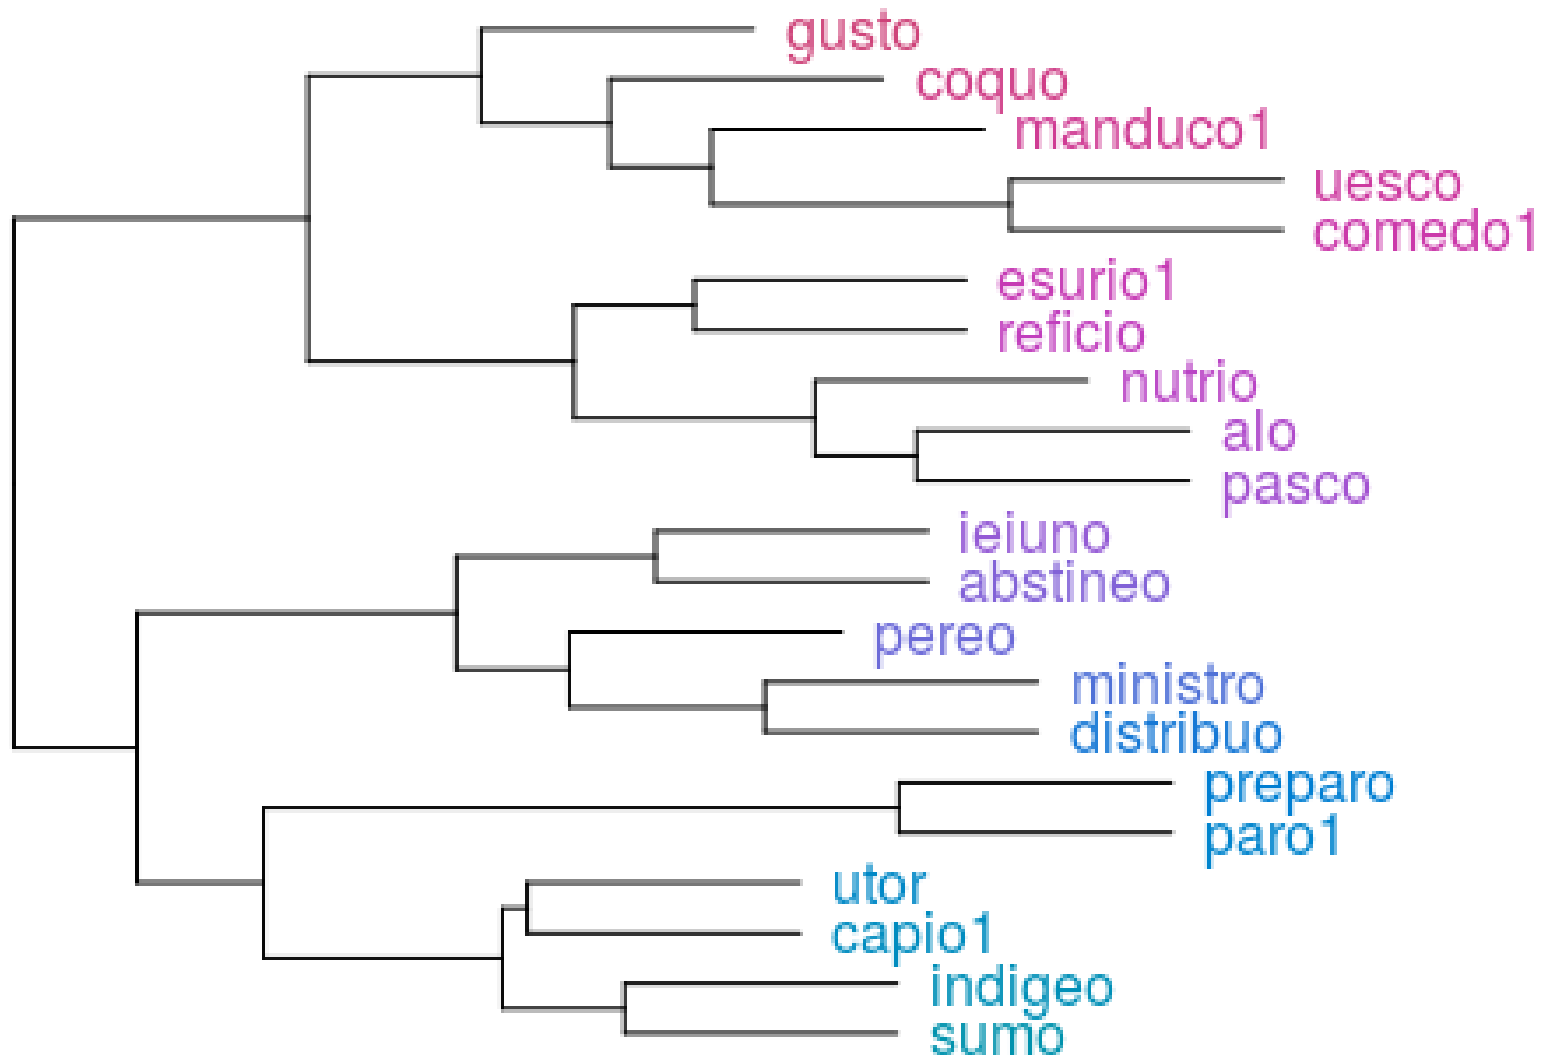 gusto
coquo
manduco1
uesco
comedo1
esurio1
reficio
nutrio
alo
pasco
ieiuno
abstineo
pereo
ministro
distribuo
preparo
paro1
utor
capio1
indigeo
sumo